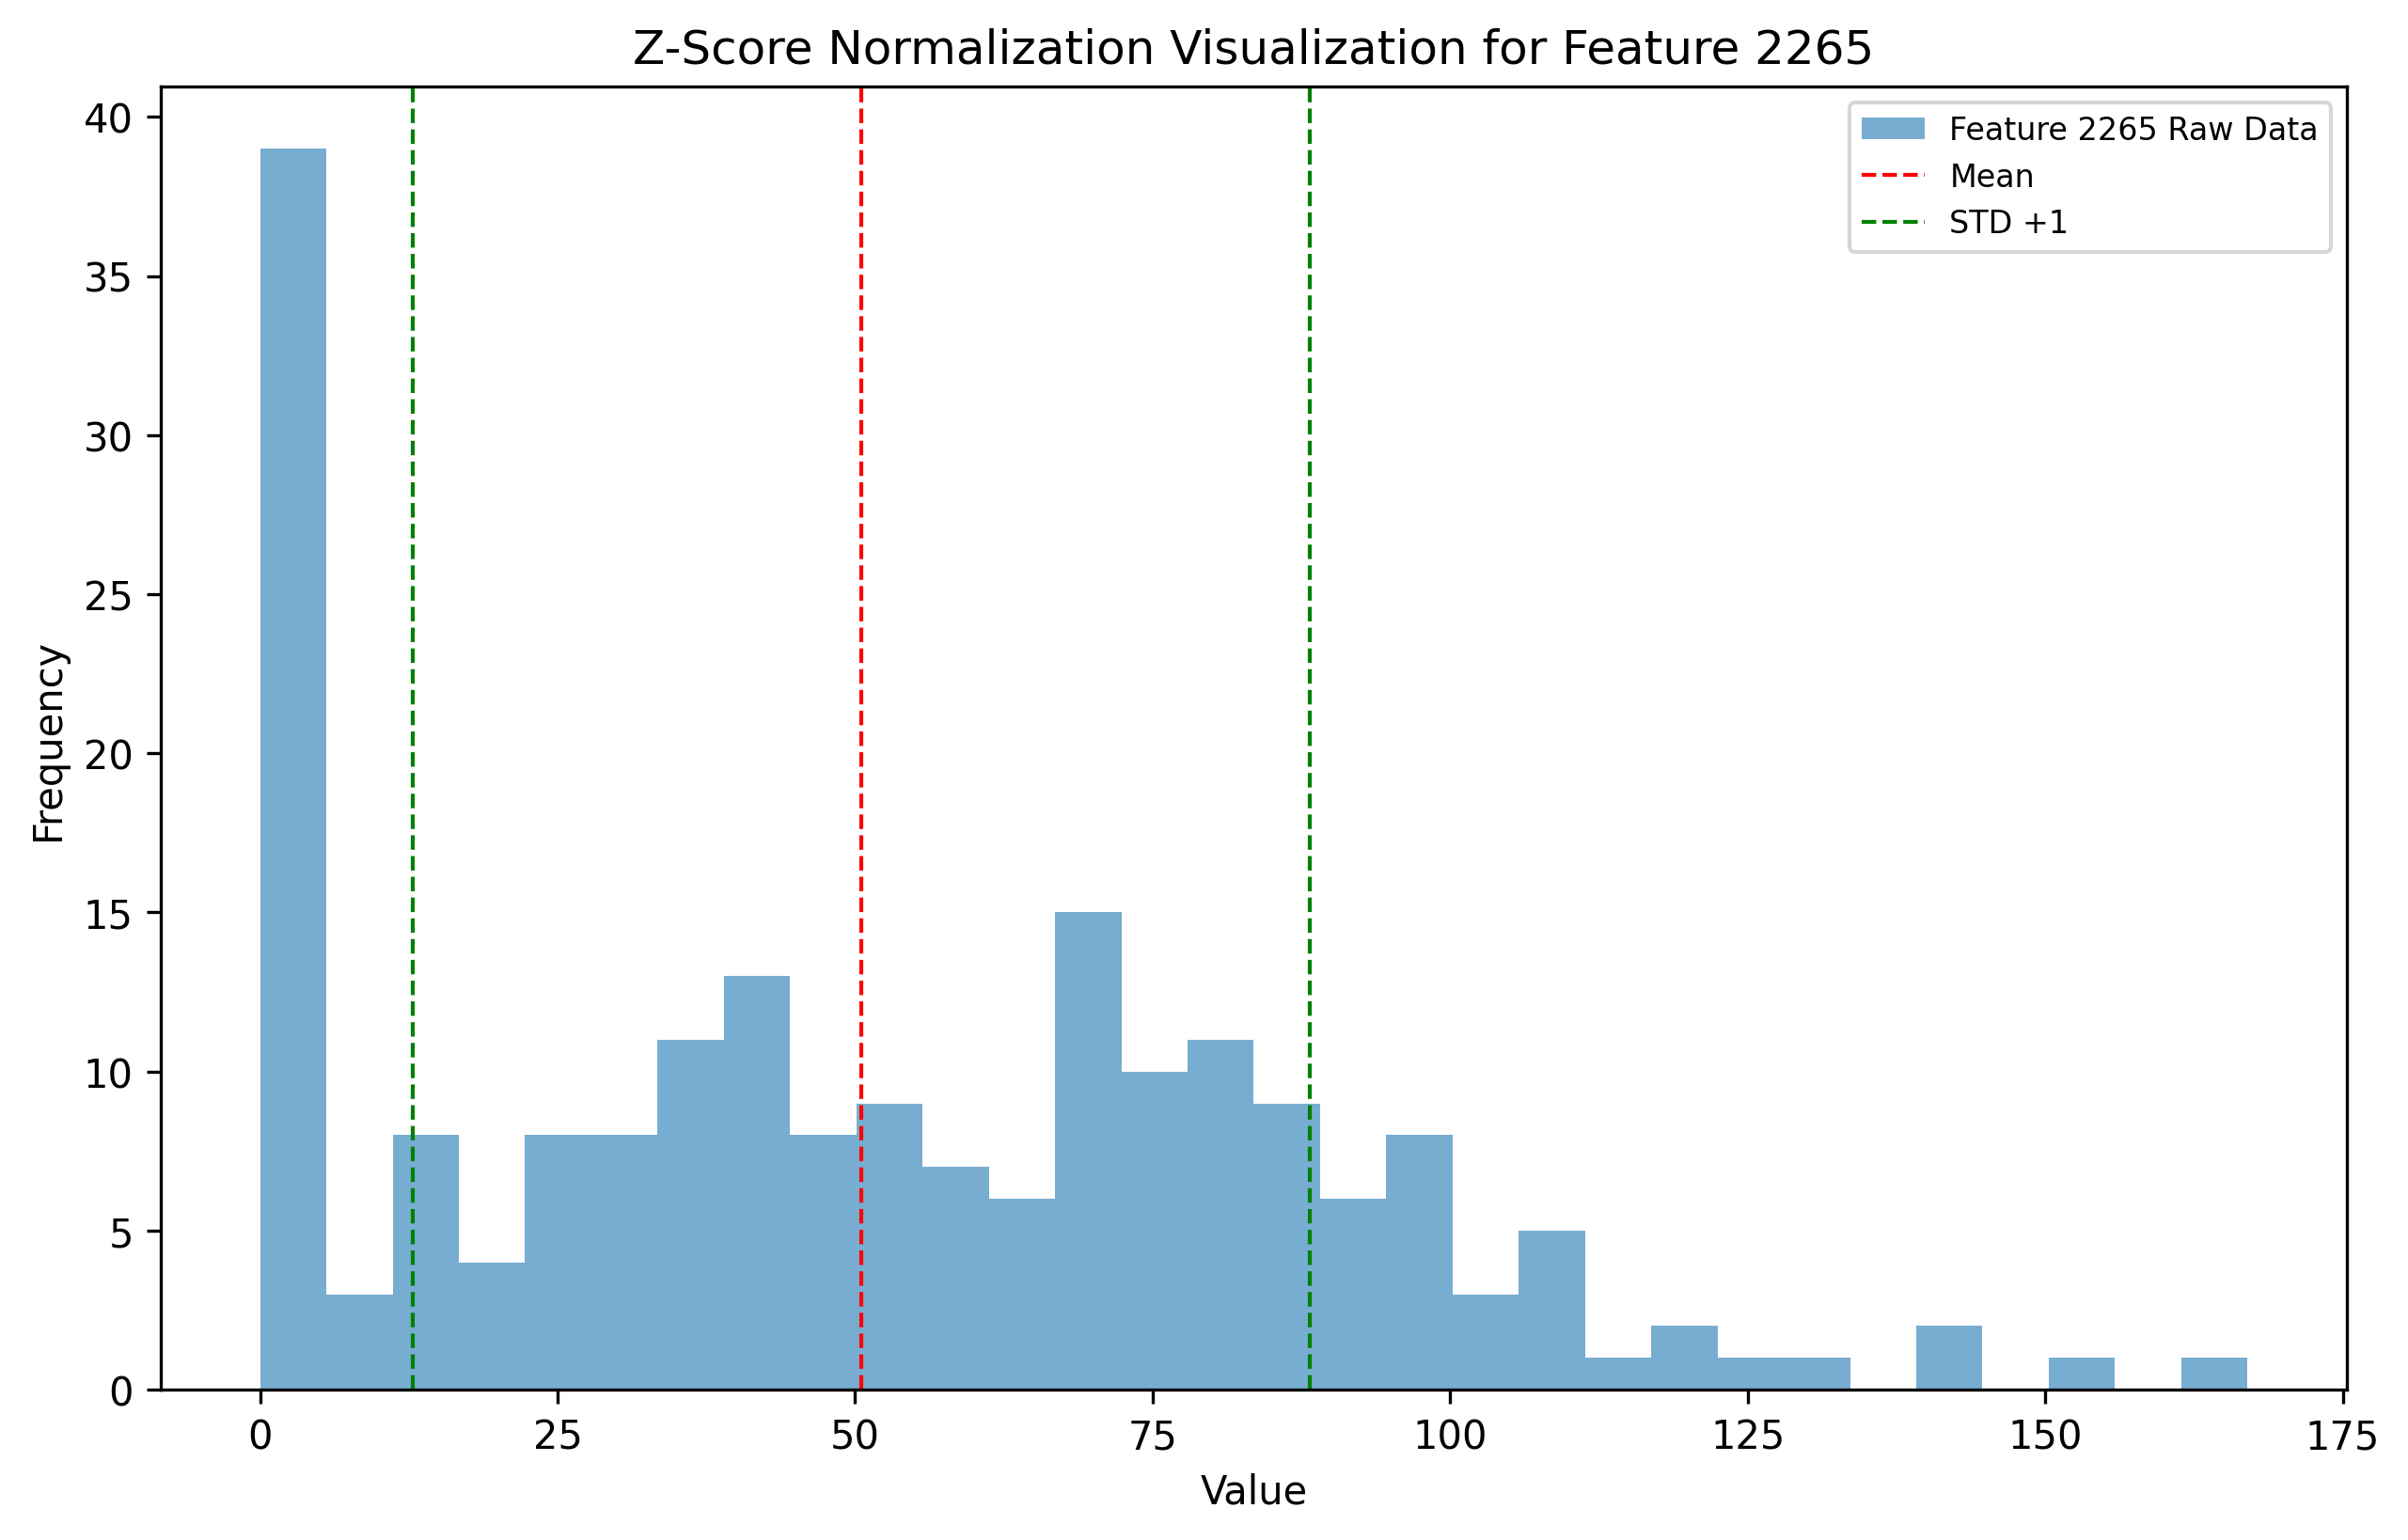 Z-Score Normalization Visualization for Feature 2265
Feature 2265 Raw Data
Mean
STD +1
40
35
30
25
20
15
10
5
0
Frequency
0 25 50 75 100 125 150 175
Value